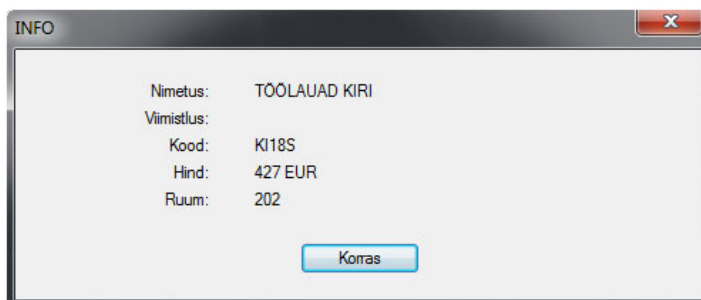 INFO
Nimetus: TÖÖLAUAD KIRI
Viimistlus:
Kood: KI18S
Hind: 427 EUR
Ruum: 202
Korras